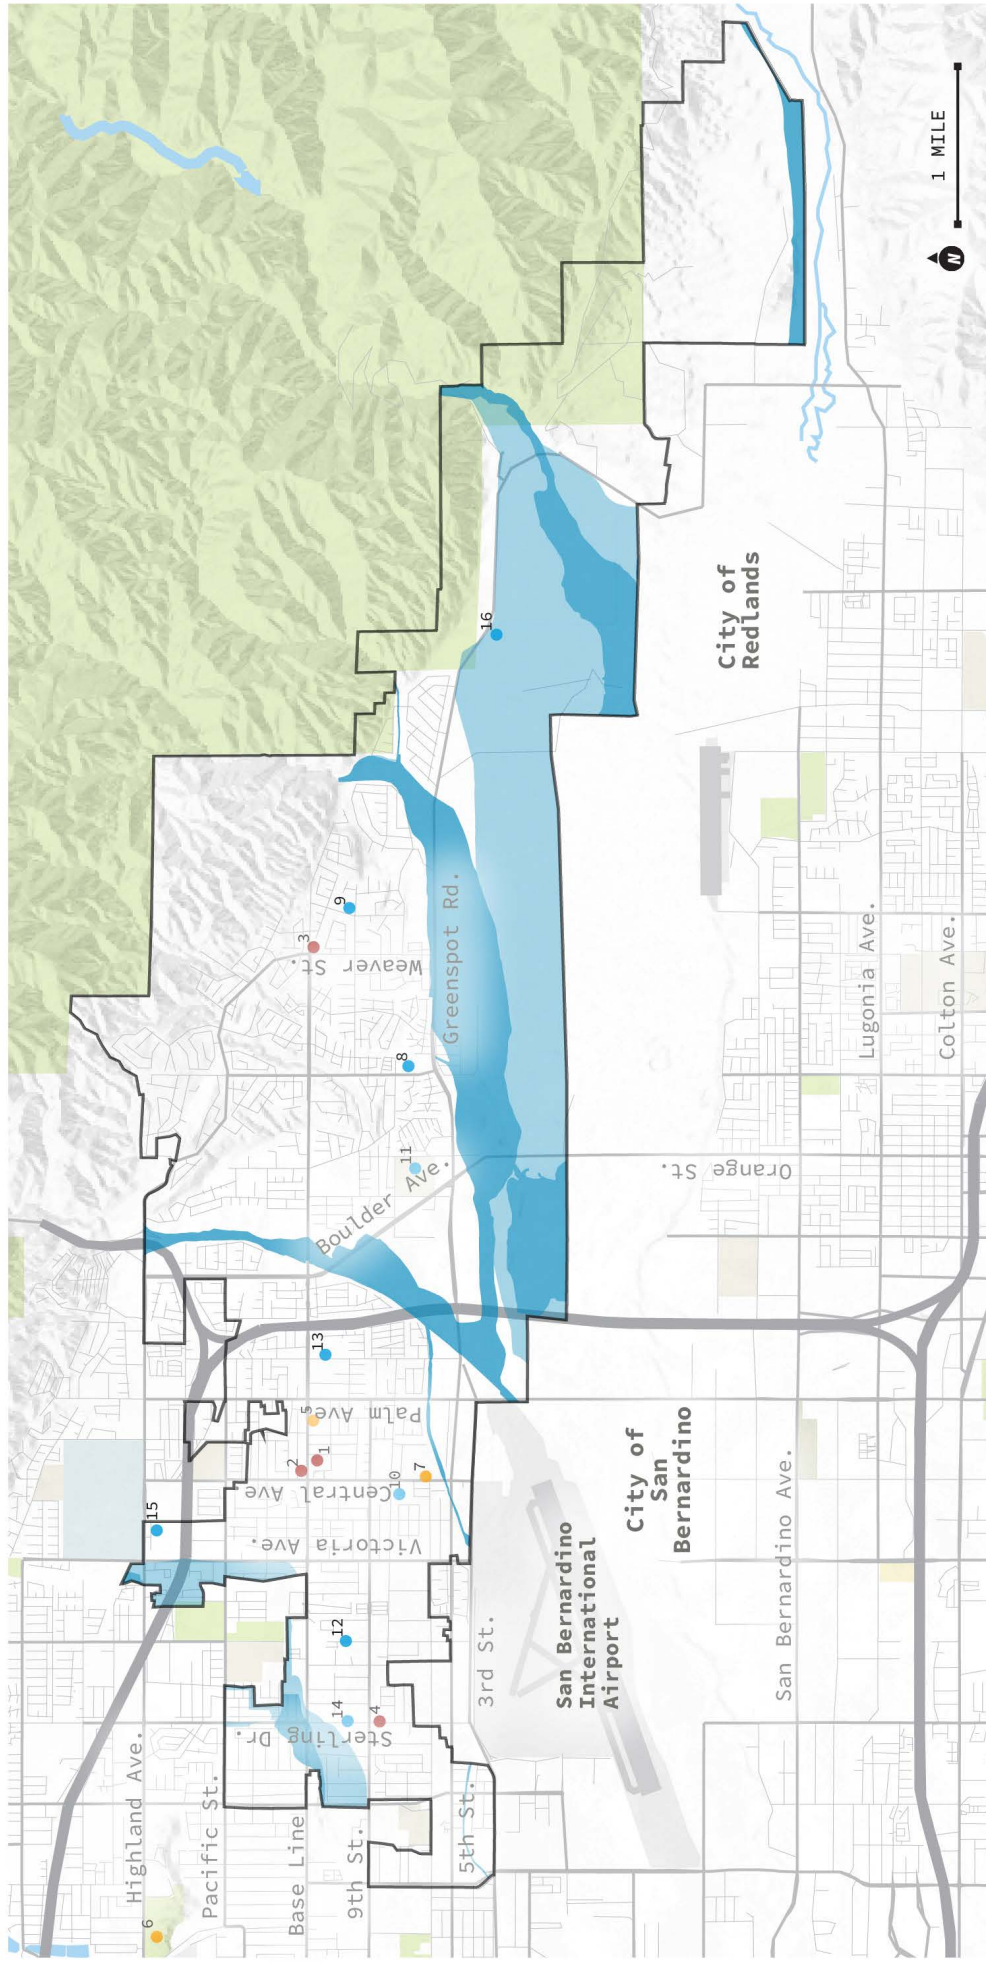 Highland Ave.
Pacific St.
Base Line
9th St.
5th St.
3rd St.
Sterling Dr.
Victoria Ave.
Central Ave
Palm Ave
Boulder Ave.
Weaver St.
Greenspot Rd.
Orange St.
San Bernardino Ave.
Lugonia Ave.
Colton Ave.
San Bernardino
International
Airport
City of
San
Bernardino
City of
Redlands
1
2
3
4
5
6
7
8
9
10
11
12
13
14
15
16
N
1 MILE